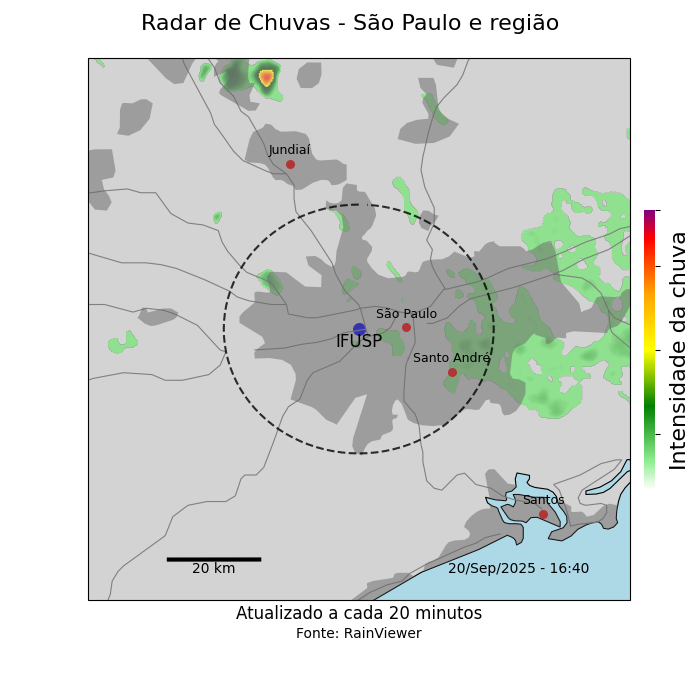 Radar de Chuvas - São Paulo e região
Jundiaí
São Paulo
IFUSP
Santo André
Santos
20 km
20/Sep/2025 - 16:40
Intensidade da chuva
Atualizado a cada 20 minutos
Fonte: RainViewer